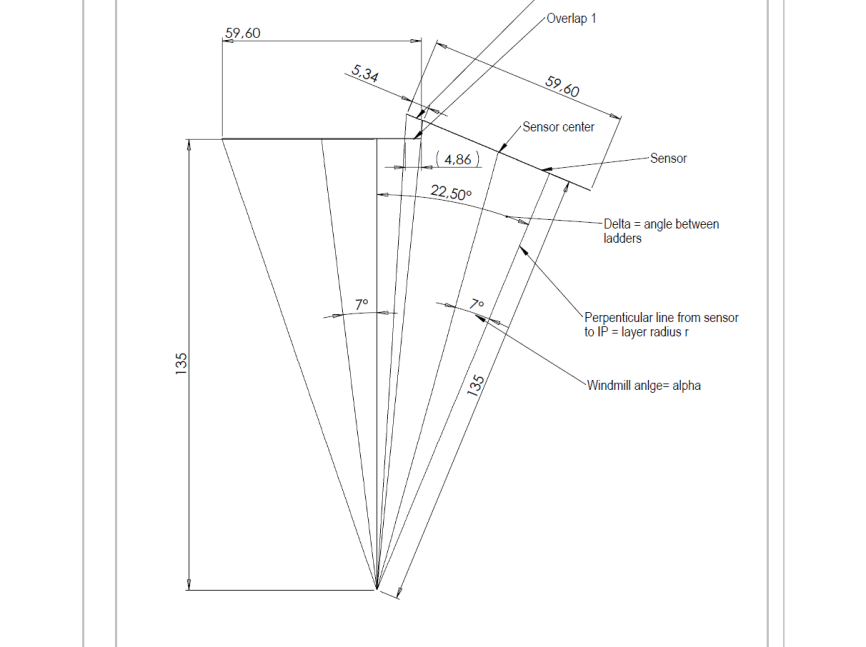 Overlap 1
59,60
5,34
59,60
Sensor center
(4,86)
Sensor
22,50°
Delta = angle between
ladders
7°
7°
Perpenticular line from sensor
to IP = layer radius r
135
135
Windmill anlge= alpha